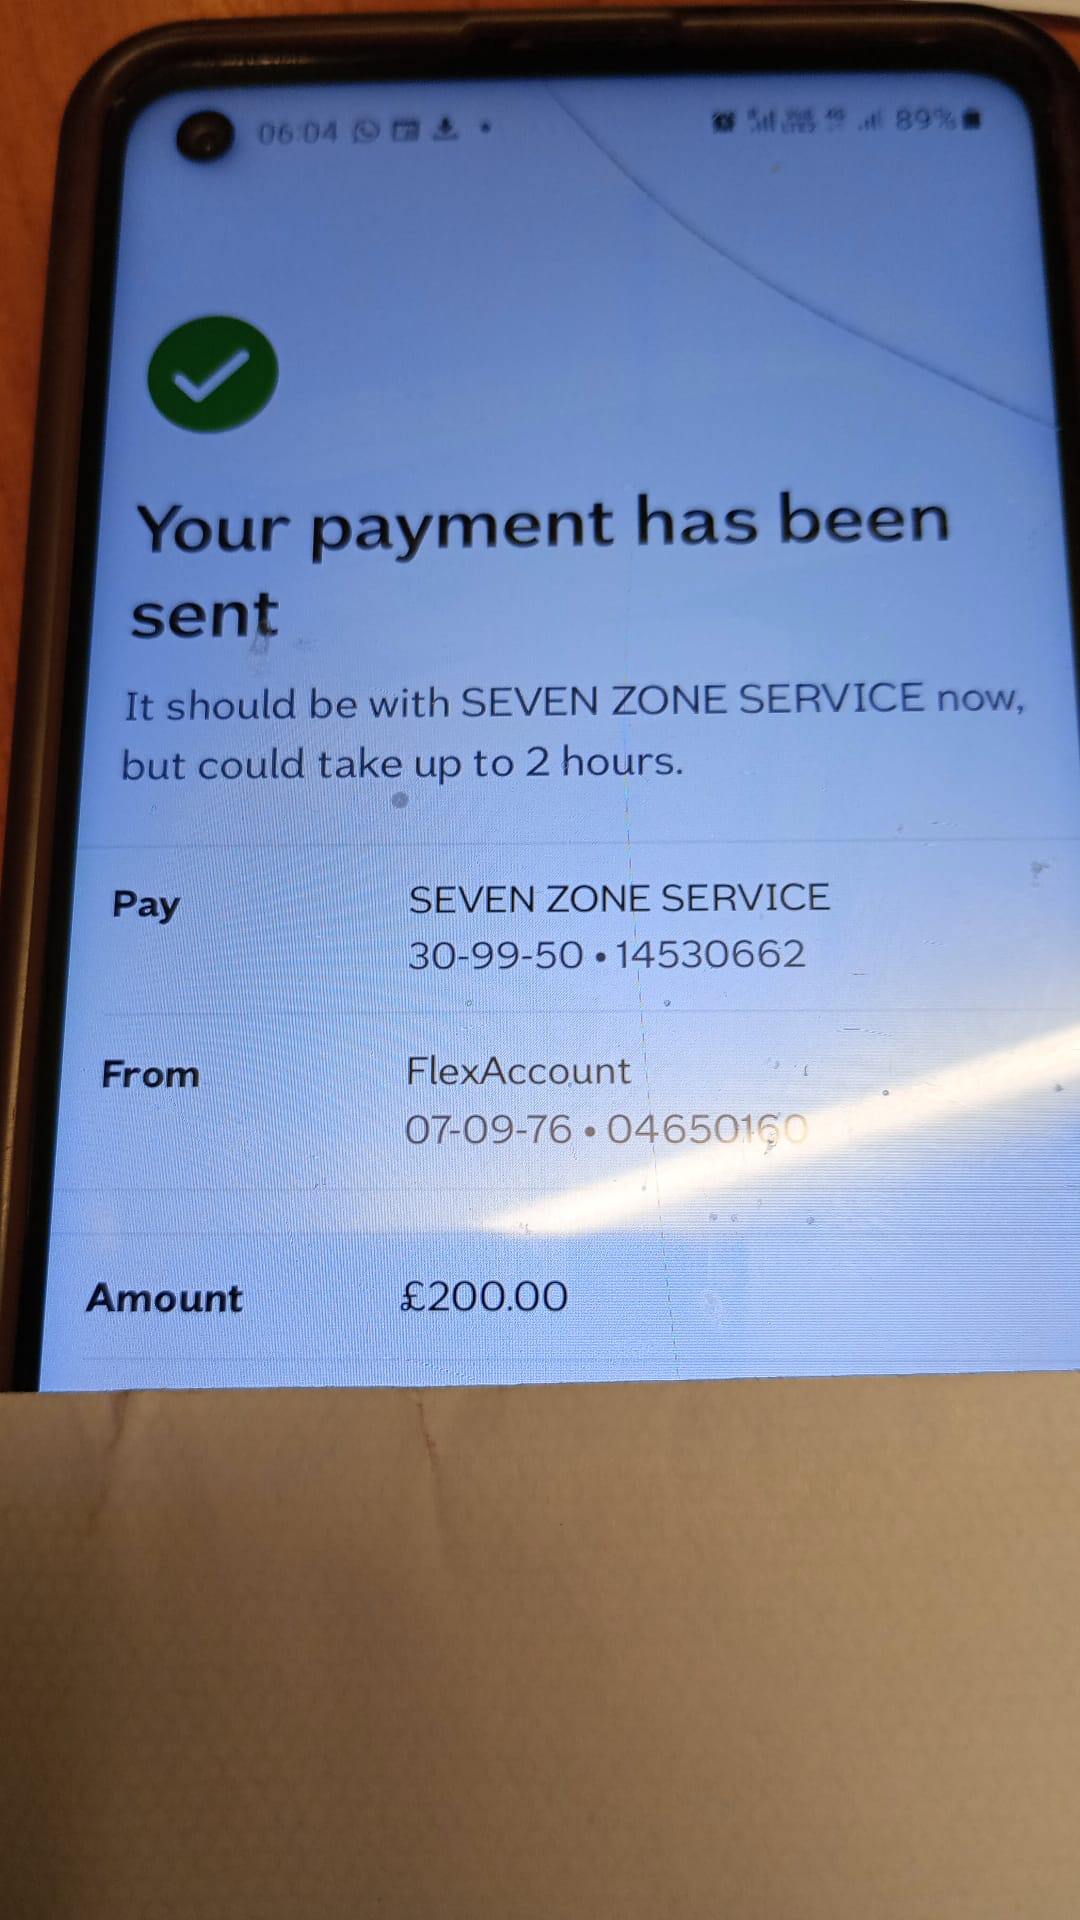 06:04 89%
Your payment has been
sent
It should be with SEVEN ZONE SERVICE now,
but could take up to 2 hours.
Pay SEVEN ZONE SERVICE
30-99-50 • 14530662
From FlexAccount
07-09-76 • 04650160
Amount £200.00